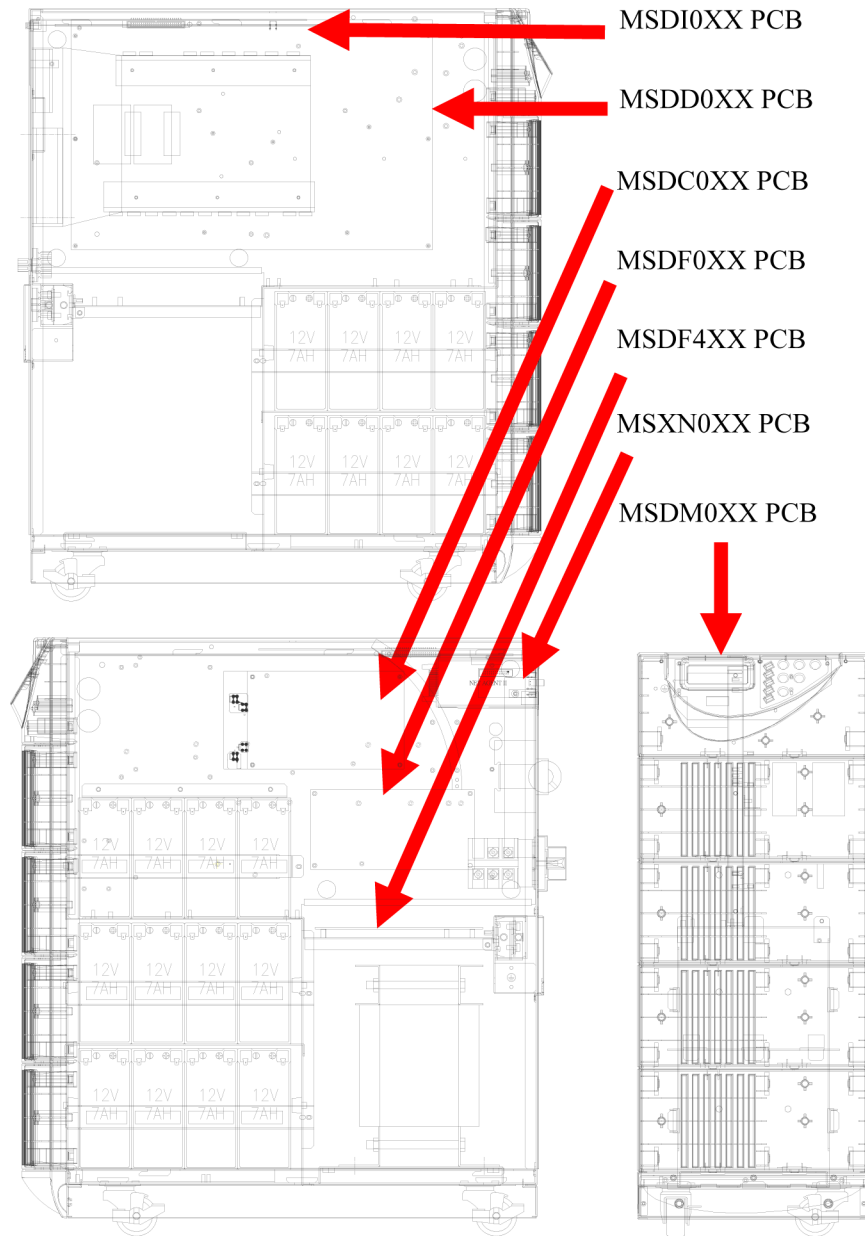 MSDI0XX PCB
MSDD0XX PCB
MSDC0XX PCB
MSDF0XX PCB
MSDF4XX PCB
MSXN0XX PCB
MSDM0XX PCB
12V 12V 12V 12V
7AH 7AH 7AH 7AH
12V 12V 12V 12V
7AH 7AH 7AH 7AH
12V 12V 12V 12V
7AH 7AH 7AH 7AH
12V 12V 12V 12V
7AH 7AH 7AH 7AH
12V 12V 12V 12V
7AH 7AH 7AH 7AH